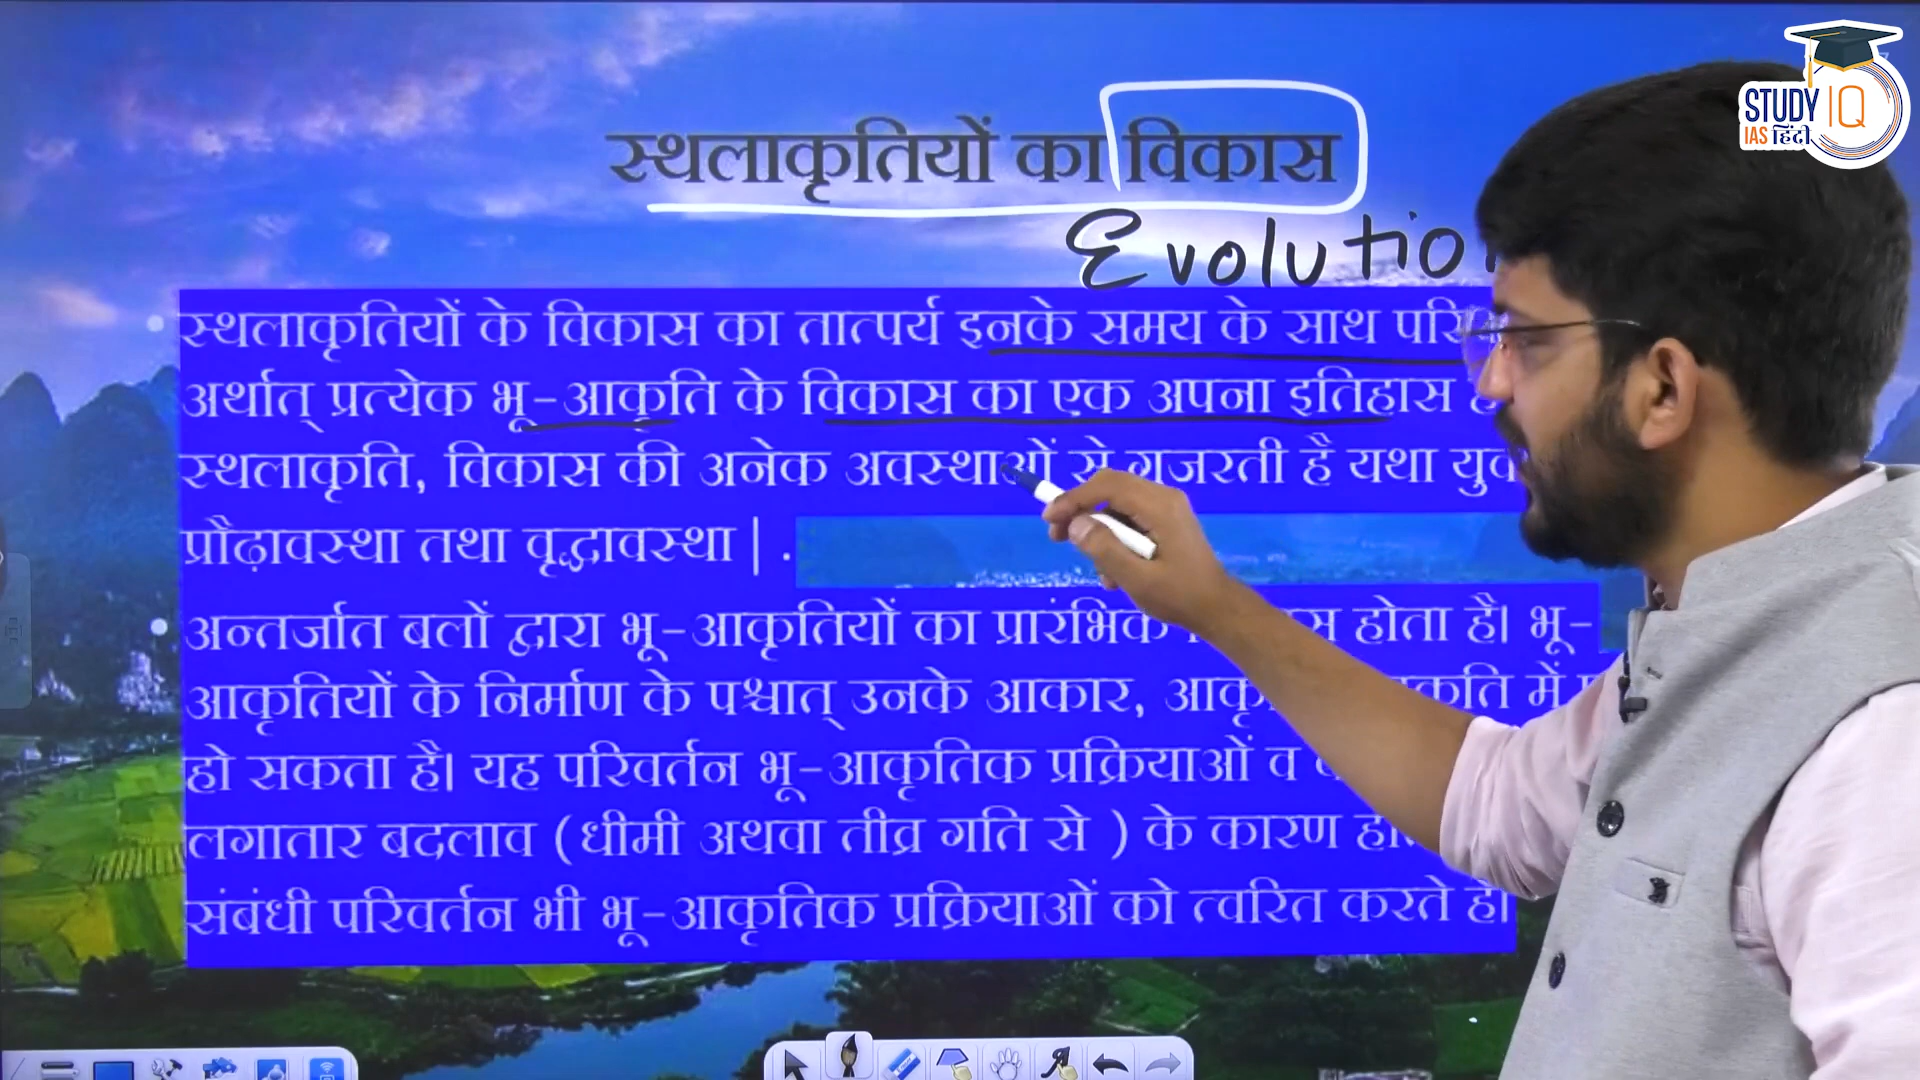 STUDY IQ
IAS हिंदी
स्थलाकृतियों का विकास
Evolutio
स्थलाकृतियों के विकास का तात्पर्य इनके समय के साथ
अर्थात् प्रत्येक भू-आकृति के विकास का एक अपना इतिहास
स्थलाकृति, विकास की अनेक अवस्थाओं से गुजरती है यथा
प्रौढ़ावस्था तथा वृद्धावस्था | .
अन्तर्जात बलों द्वारा भू-आकृतियों का प्रारंभिक होता है। भू-
आकृतियों के निर्माण के पश्चात् उनके आकार, में
हो सकता है। यह परिवर्तन भू-आकृतिक प्रक्रियाओं व
लगातार बदलाव (धीमी अथवा तीव्र गति से ) के कारण
संबंधी परिवर्तन भी भू-आकृतिक प्रक्रियाओं को त्वरित करते हैं।